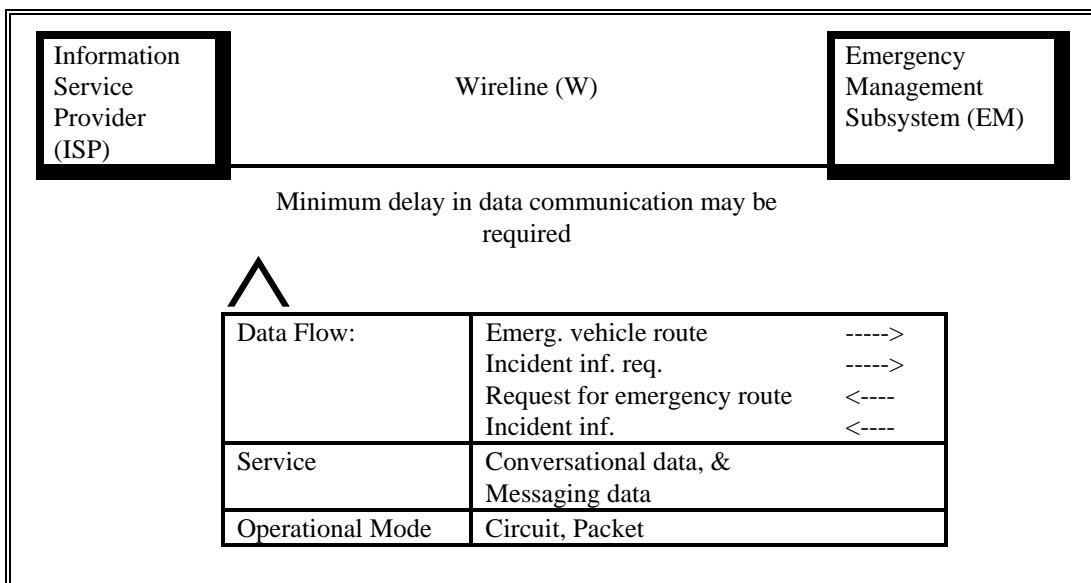 Information
Service
Provider
(ISP)
Wireline (W)
Emergency
Management
Subsystem (EM)
Minimum delay in data communication may be
required
Data Flow: Emerg. vehicle route ----->
Incident inf. req. ----->
Request for emergency route <----
Incident inf. <----
Service Conversational data, &
Messaging data
Operational Mode Circuit, Packet